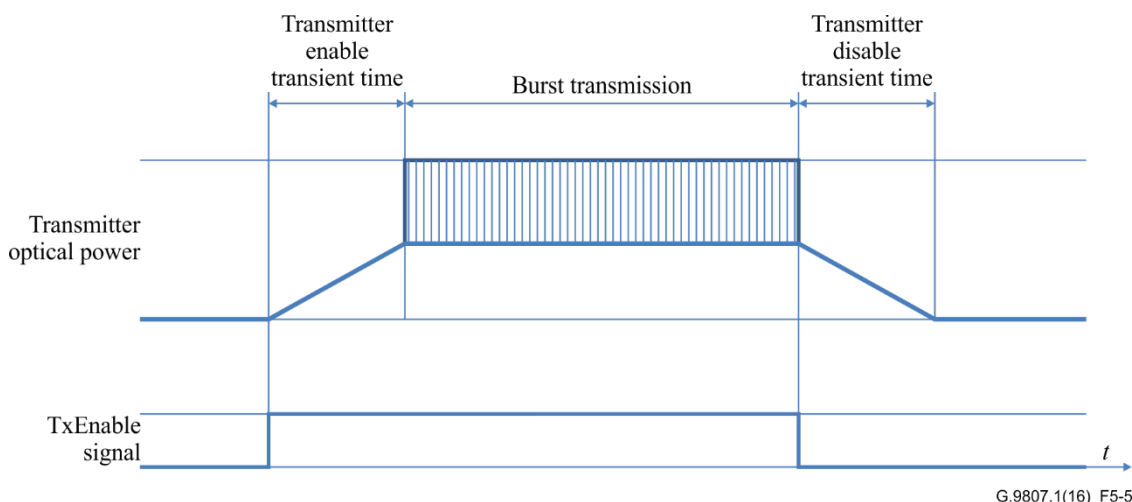 Transmitter
enable
transient time
Burst transmission
Transmitter
disable
transient time
Transmitter
optical power
TxEnable
signal
t
G.9807.1(16)_F5-5